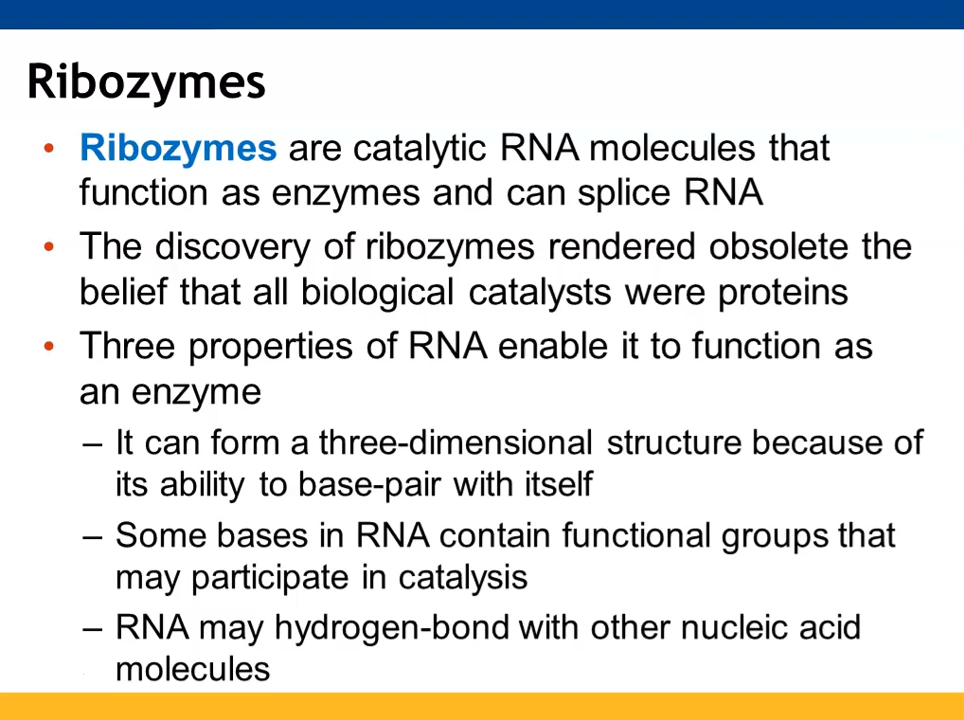 Ribozymes
• Ribozymes are catalytic RNA molecules that
function as enzymes and can splice RNA
• The discovery of ribozymes rendered obsolete the
belief that all biological catalysts were proteins
• Three properties of RNA enable it to function as
an enzyme
– It can form a three-dimensional structure because of
its ability to base-pair with itself
– Some bases in RNA contain functional groups that
may participate in catalysis
– RNA may hydrogen-bond with other nucleic acid
molecules